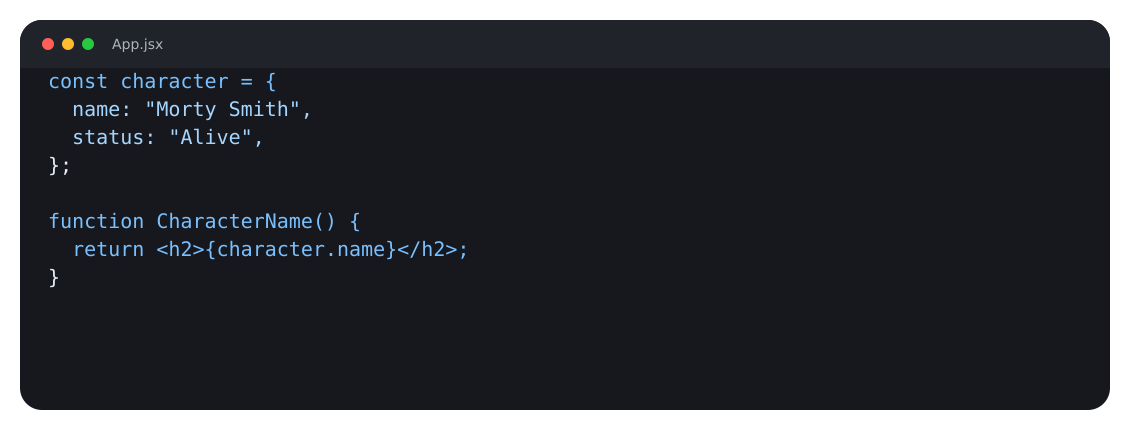 App.jsx
const character = {
  name: "Morty Smith",
  status: "Alive",
};

function CharacterName() {
  return <h2>{character.name}</h2>;
}